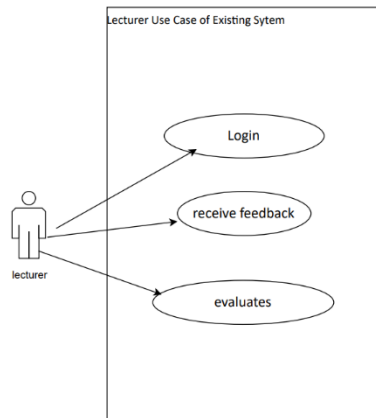 Lecturer Use Case of Existing Sytem
Login
receive feedback
lecturer
evaluates